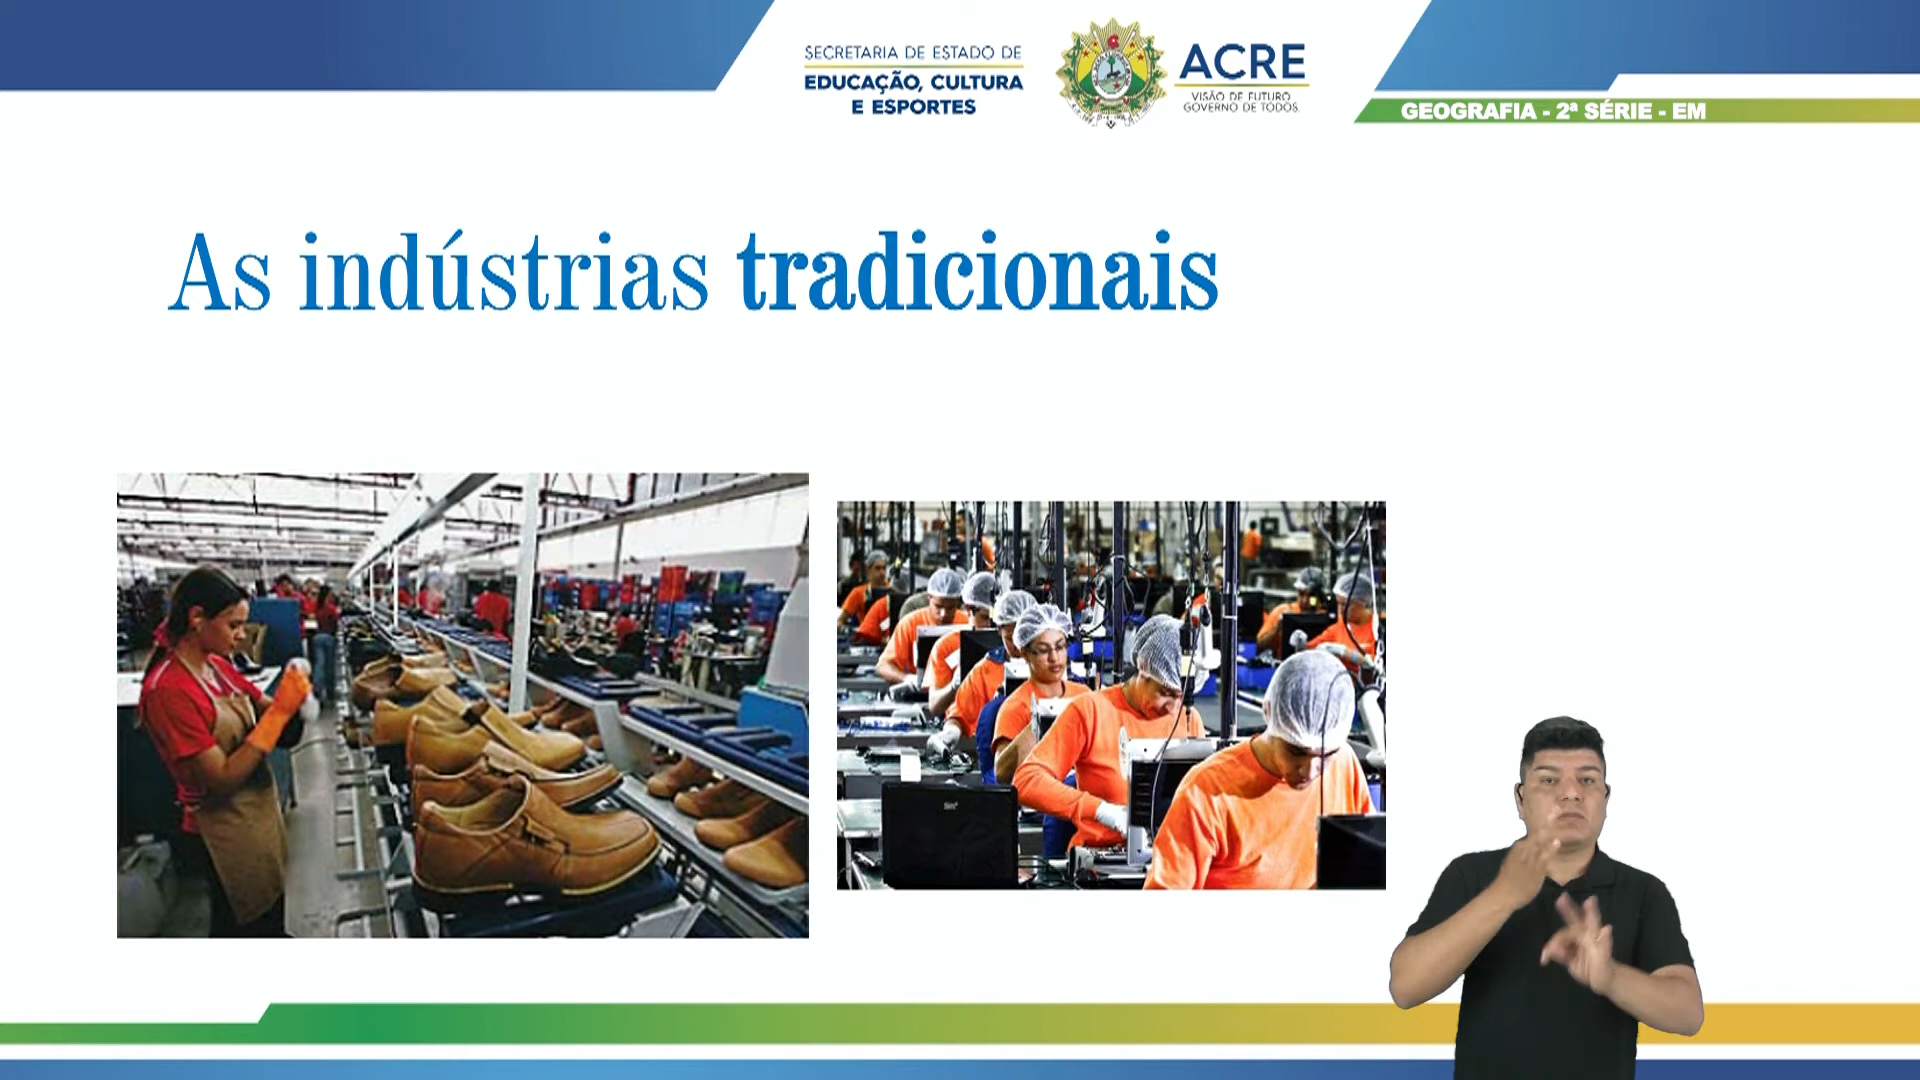 SECRETARIA DE ESTADO DE
EDUCAÇÃO, CULTURA
E ESPORTES
ACRE
VISÃO DE FUTURO
GOVERNO DE TODOS.
GEOGRAFIA - 2ª SÉRIE - EM
As indústrias tradicionais